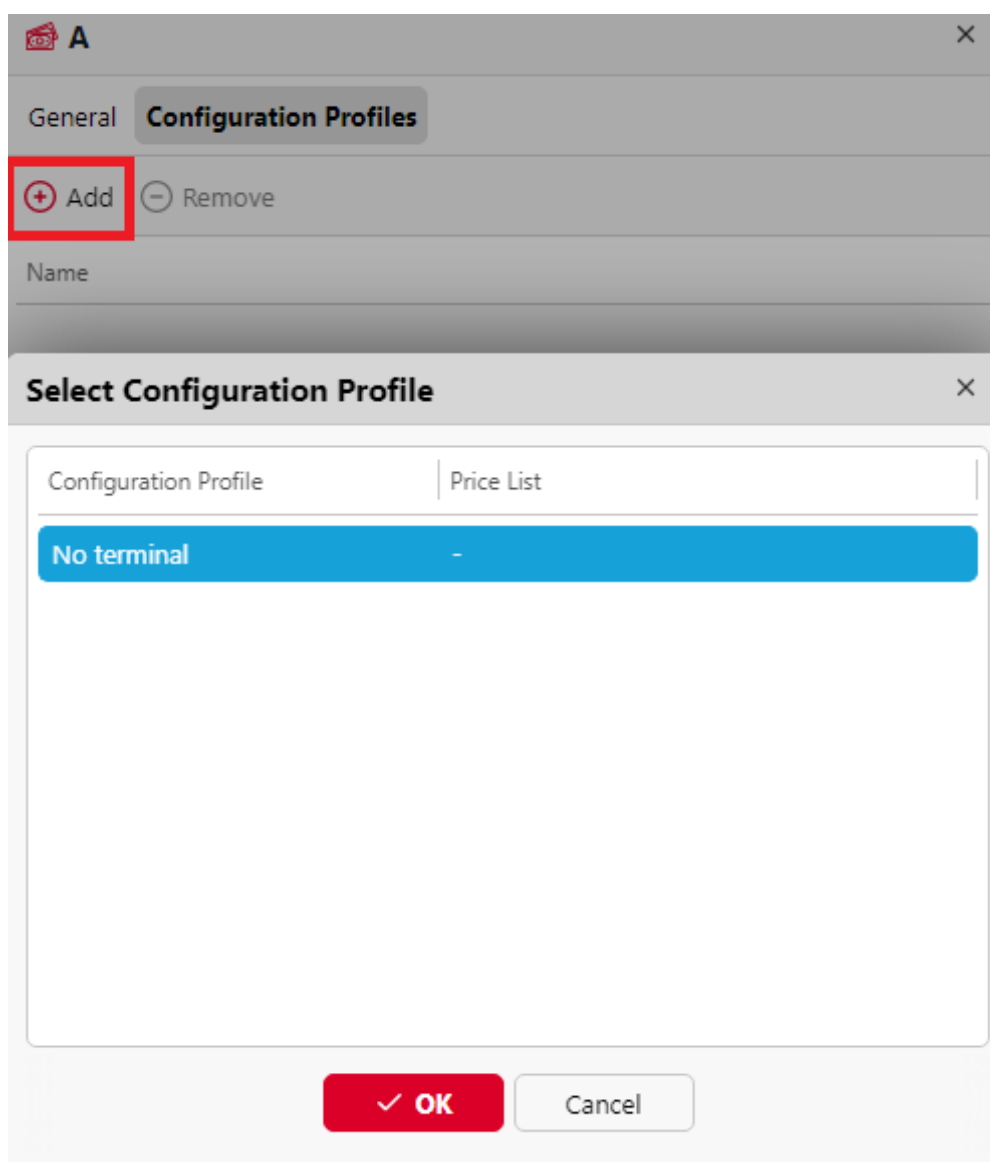 A
General Configuration Profiles
Add Remove
Name
Select Configuration Profile
Configuration Profile Price List
No terminal -
OK Cancel